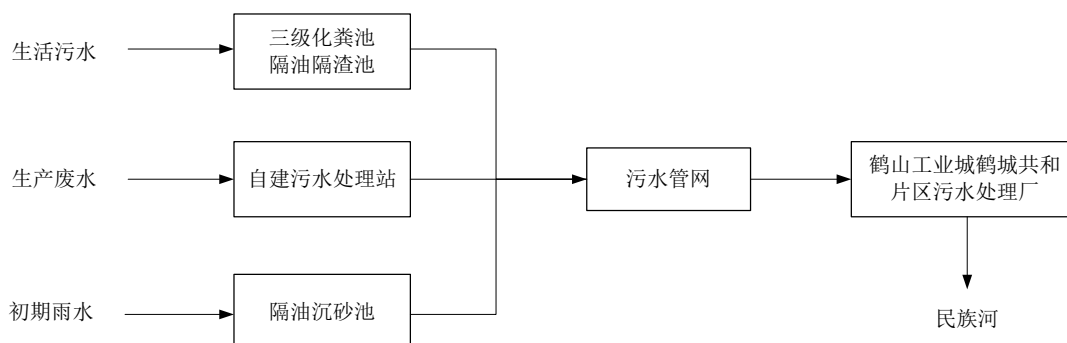 生活污水
三级化粪池
隔油隔渣池
生产废水
自建污水处理站
污水管网
鹤山工业城鹤城共和
片区污水处理厂
初期雨水
隔油沉砂池
民族河